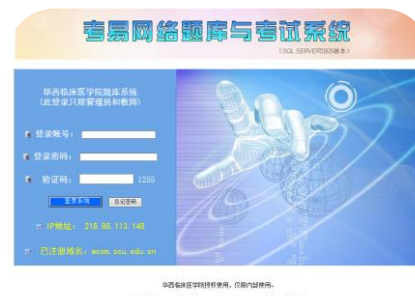 考易网络题库与考试系统
(SQL SERVER2005版本)
华西临床医学院题库系统
(此登录只限管理员和教师)
登录帐号：
登录密码：
验证码： 1255
登录系统 忘记密码
IP地址： 218.88.113.148
已注册域名：wcom.scu.edu.cn
华西临床医学院授权使用，仅限内部使用。